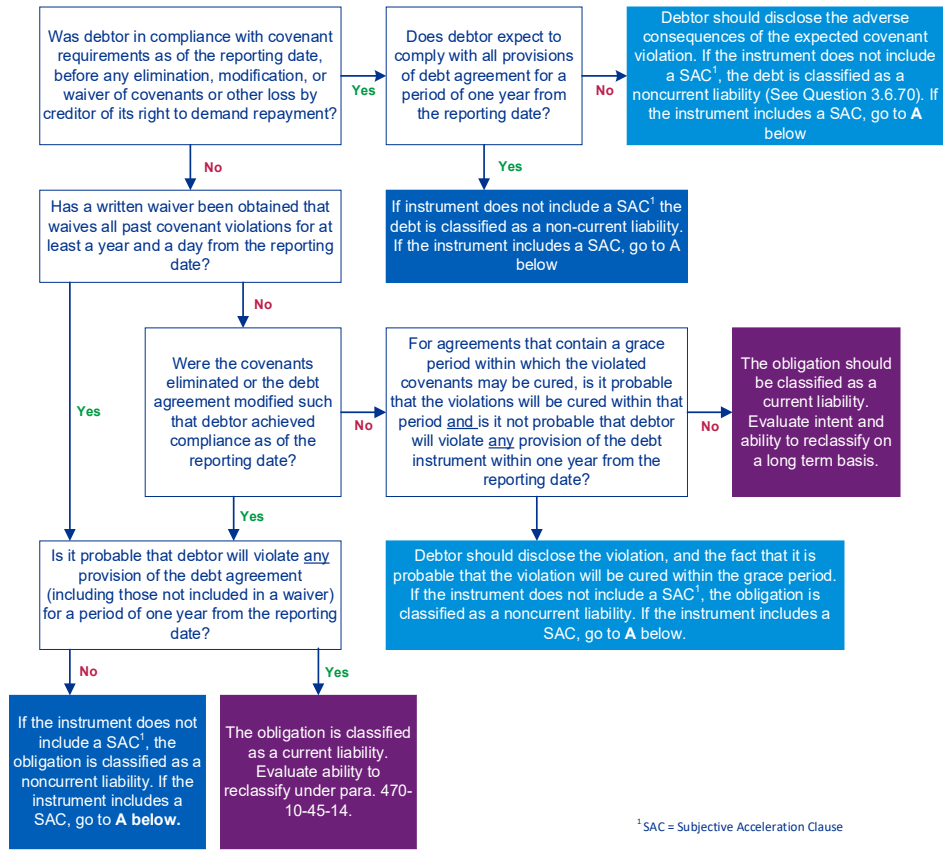 Was debtor in compliance with covenant
requirements as of the reporting date,
before any elimination, modification, or
waiver of covenants or other loss by
creditor of its right to demand repayment?
Yes
Does debtor expect to
comply with all provisions
of debt agreement for a
period of one year from
the reporting date?
No
Debtor should disclose the adverse
consequences of the expected covenant
violation. If the instrument does not include
a SAC¹, the debt is classified as a
noncurrent liability (See Question 3.6.70). If
the instrument includes a SAC, go to A
below
No
Yes
Has a written waiver been obtained that
waives all past covenant violations for at
least a year and a day from the reporting
date?
If instrument does not include a SAC¹ the
debt is classified as a non-current liability.
If the instrument includes a SAC, go to A
below
No
Yes
Were the covenants
eliminated or the debt
agreement modified such
that debtor achieved
compliance as of the
reporting date?
No
For agreements that contain a grace
period within which the violated
covenants may be cured, is it probable
that the violations will be cured within that
period and is it not probable that debtor
will violate any provision of the debt
instrument within one year from the
reporting date?
No
The obligation should
be classified as a
current liability.
Evaluate intent and
ability to reclassify on
a long term basis.
Yes
Is it probable that debtor will violate any
provision of the debt agreement
(including those not included in a waiver)
for a period of one year from the reporting
date?
Debtor should disclose the violation, and the fact that it is
probable that the violation will be cured within the grace period.
If the instrument does not include a SAC¹, the obligation is
classified as a noncurrent liability. If the instrument includes a
SAC, go to A below.
No
Yes
If the instrument does not
include a SAC¹, the
obligation is classified as a
noncurrent liability. If the
instrument includes a
SAC, go to A below.
The obligation is classified
as a current liability.
Evaluate ability to
reclassify under para. 470-
10-45-14.
¹ SAC = Subjective Acceleration Clause